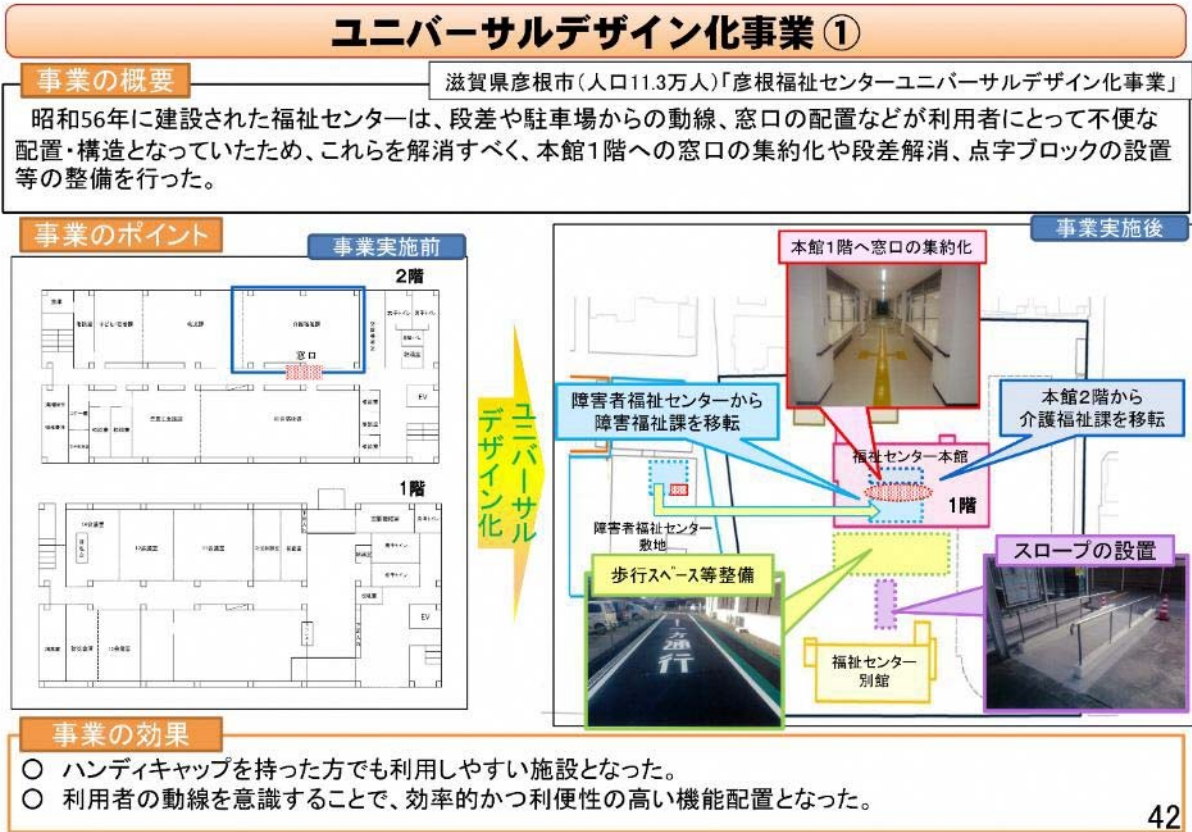 ユニバーサルデザイン化事業①
事業の概要
滋賀県彦根市(人口11.3万人)「彦根福祉センターユニバーサルデザイン化事業」
昭和56年に建設された福祉センターは、段差や駐車場からの動線、窓口の配置などが利用者にとって不便な
配置・構造となっていたため、これらを解消すべく、本館1階への窓口の集約化や段差解消、点字ブロックの設置
等の整備を行った。
事業のポイント
事業実施前
2階
窓口
EV
1階
EV
ユニバーサル
デザイン化
事業実施後
本館1階へ窓口の集約化
障害者福祉センターから
障害福祉課を移転
本館2階から
介護福祉課を移転
福祉センター本館
1階
障害者福祉センター
敷地
歩行スペース等整備
一方通行
スロープの設置
福祉センター
別館
事業の効果
○ ハンディキャップを持った方でも利用しやすい施設となった。
○ 利用者の動線を意識することで、効率的かつ利便性の高い機能配置となった。
42